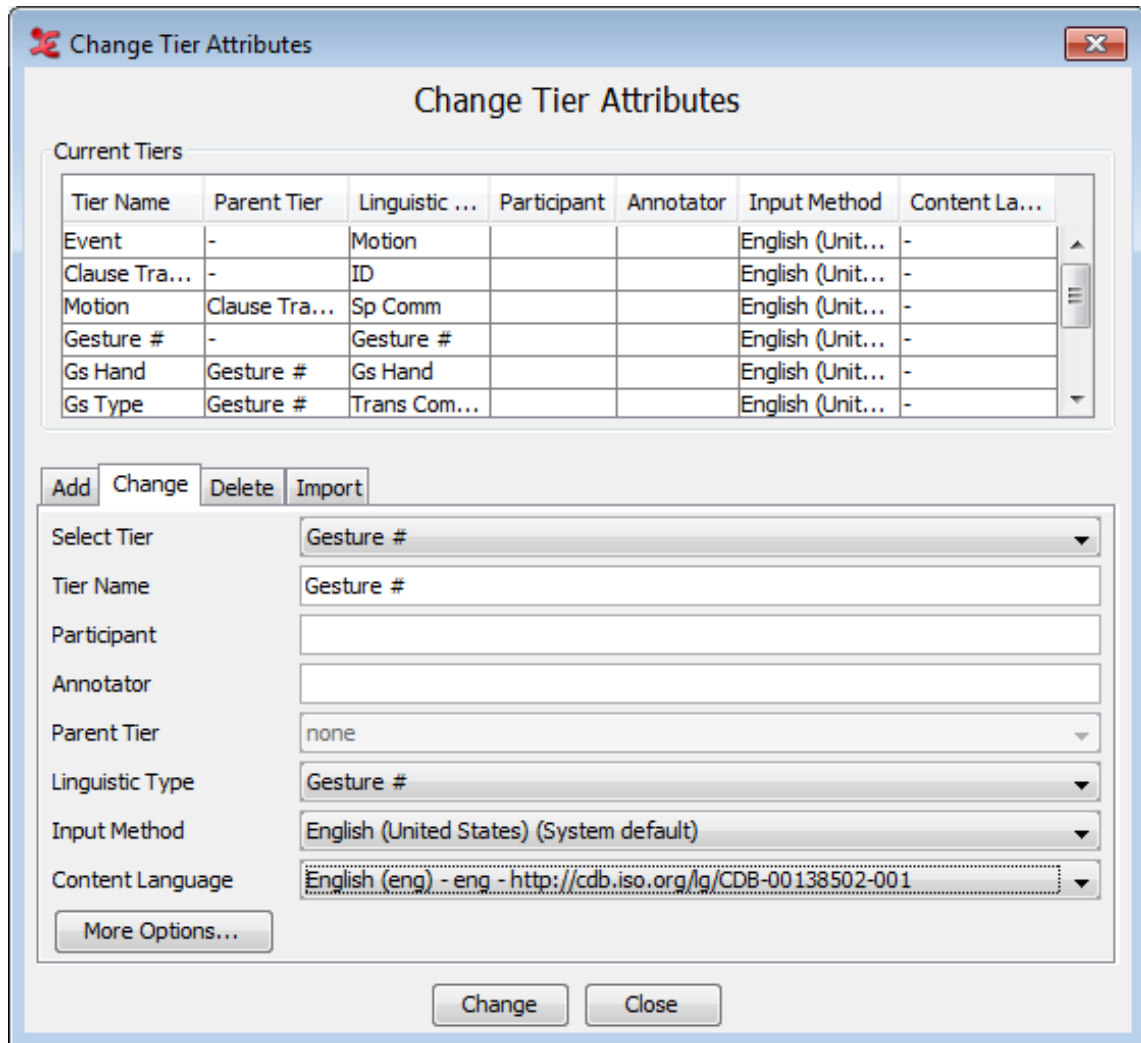 Change Tier Attributes
Change Tier Attributes
Current Tiers
Tier Name Parent Tier Linguistic ... Participant Annotator Input Method Content La...
Event - Motion English (Unit... -
Clause Tra... - ID English (Unit... -
Motion Clause Tra... Sp Comm English (Unit... -
Gesture # - Gesture # English (Unit... -
Gs Hand Gesture # Gs Hand English (Unit... -
Gs Type Gesture # Trans Com... English (Unit... -
Add Change Delete Import
Select Tier Gesture #
Tier Name Gesture #
Participant
Annotator
Parent Tier none
Linguistic Type Gesture #
Input Method English (United States) (System default)
Content Language English (eng) - eng - http://cdb.iso.org/lg/CDB-00138502-001
More Options...
Change Close